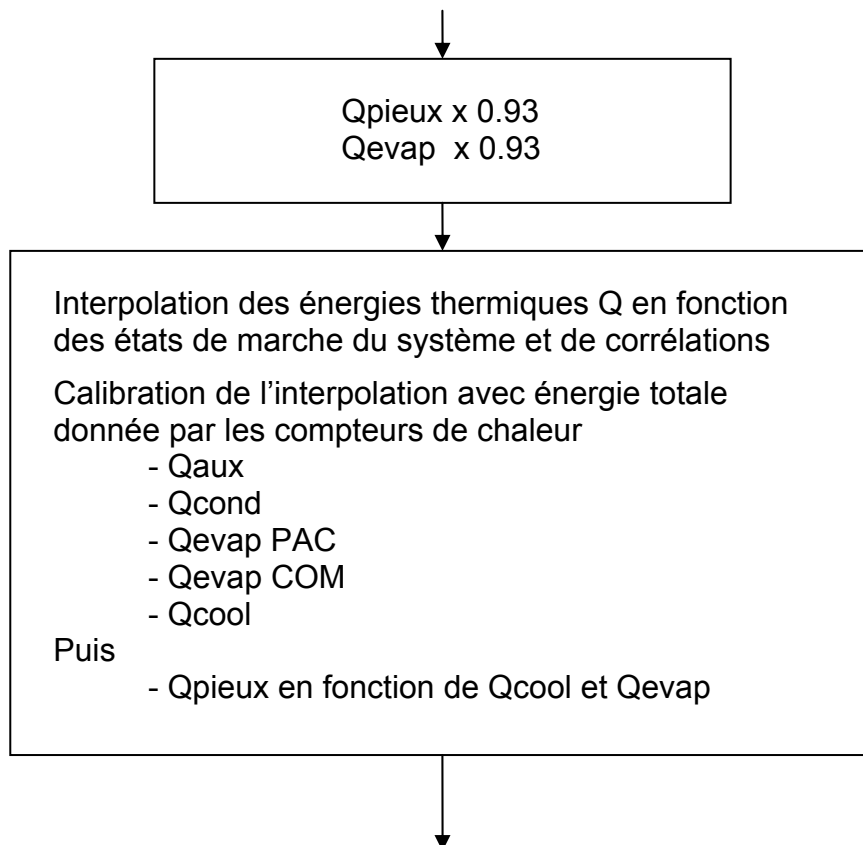 Qpieux x 0.93
Qevap  x 0.93
Interpolation des énergies thermiques Q en fonction
des états de marche du système et de corrélations
Calibration de l’interpolation avec énergie totale
donnée par les compteurs de chaleur
- Qaux
- Qcond
- Qevap PAC
- Qevap COM
- Qcool
Puis
- Qpieux en fonction de Qcool et Qevap